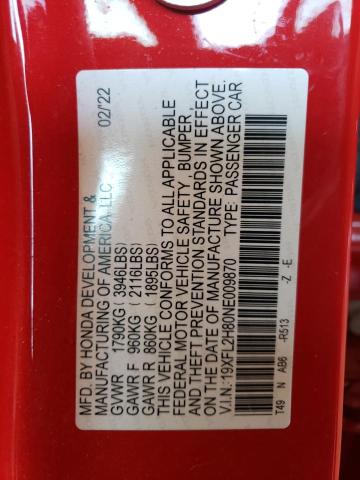 MFD. BY HONDA DEVELOPMENT &
MANUFACTURING OF AMERICA, LLC 02/'22
GVWR 1790KG ( 3946LBS)
GAWR F 960KG ( 2116LBS)
GAWR R 860KG ( 1895LBS)
THIS VEHICLE CONFORMS TO ALL APPLICABLE
FEDERAL MOTOR VEHICLE SAFETY , BUMPER ,
AND THEFT PREVENTION STANDARDS IN EFFECT
ON THE DATE OF MANUFACTURE SHOWN ABOVE.
V.I.N.: 19XFL2H80NE009870 TYPE: PASSENGER CAR
T49 N AB6 -R513 -Z -E